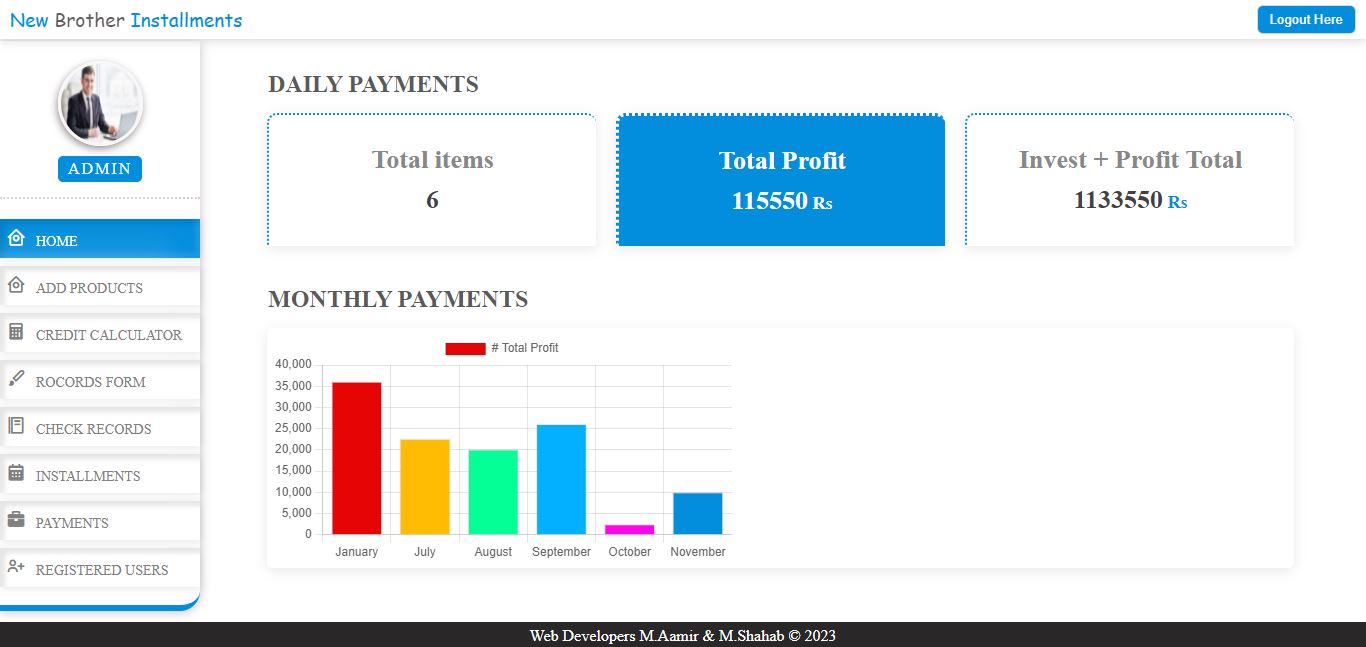 New Brother Installments
Logout Here
ADMIN
HOME
ADD PRODUCTS
CREDIT CALCULATOR
ROCORDS FORM
CHECK RECORDS
INSTALLMENTS
PAYMENTS
REGISTERED USERS
DAILY PAYMENTS
Total items
6
Total Profit
115550 Rs
Invest + Profit Total
1133550 Rs
MONTHLY PAYMENTS
# Total Profit
40,000
35,000
30,000
25,000
20,000
15,000
10,000
5,000
0
January July August September October November
Web Developers M.Aamir & M.Shahab © 2023